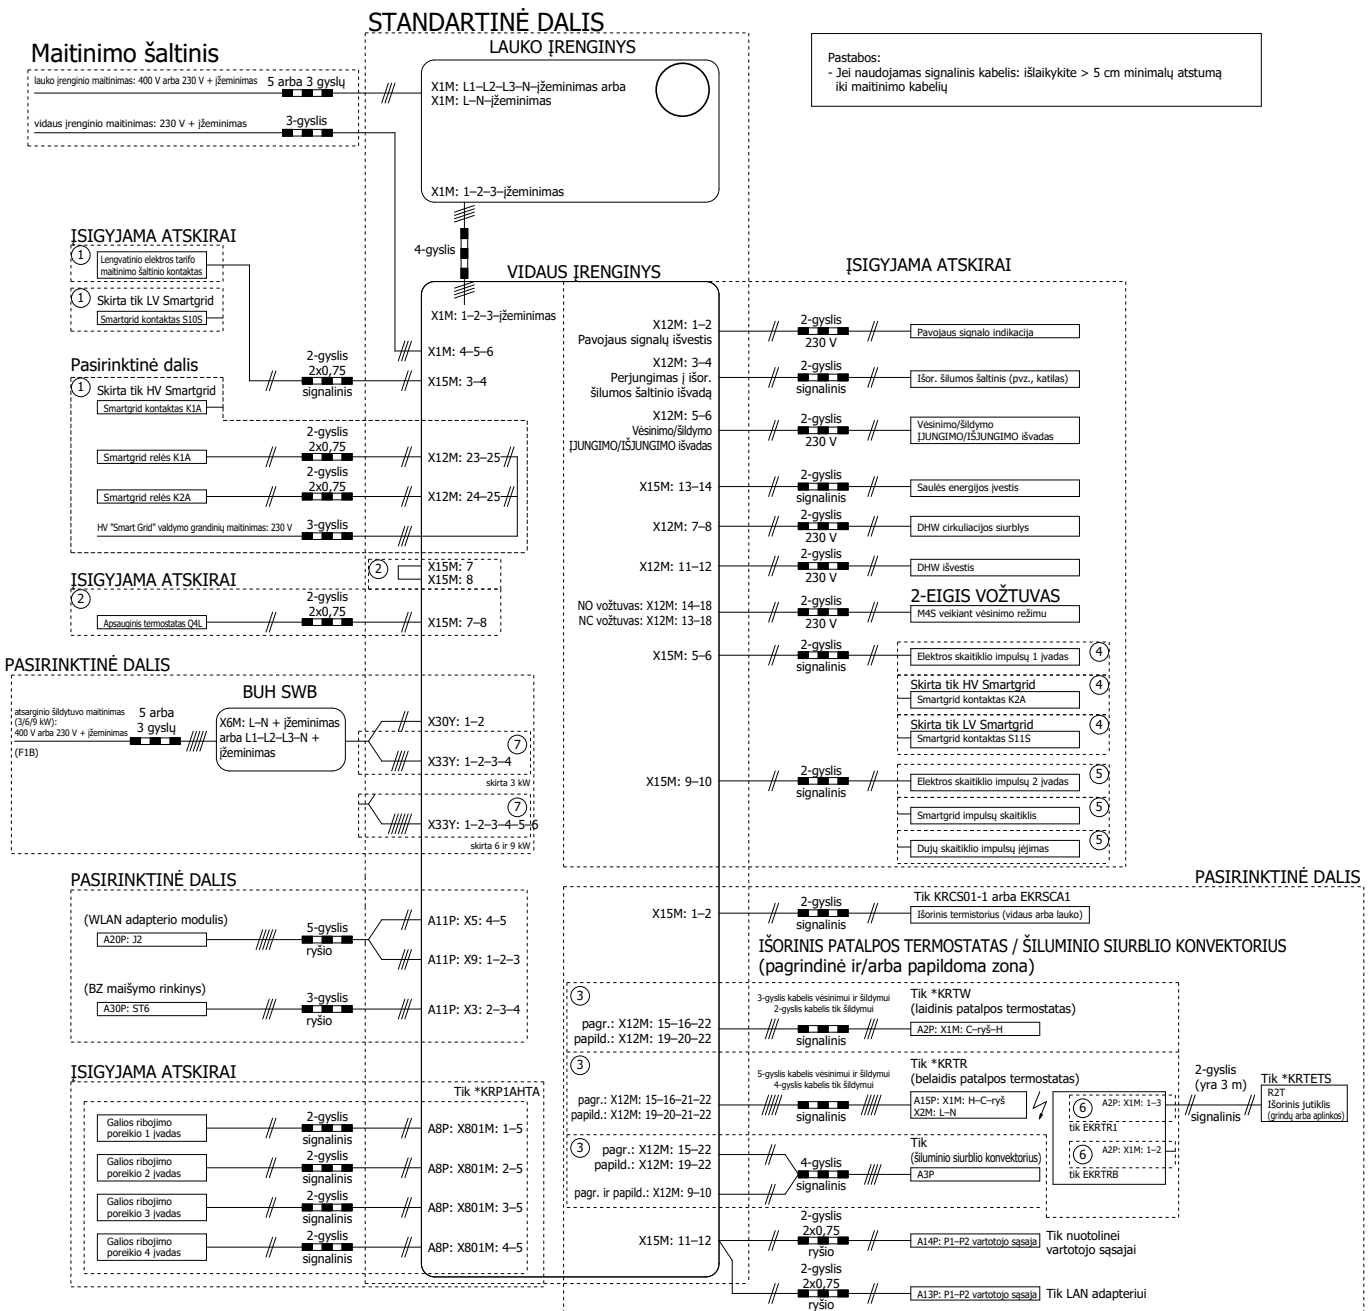 STANDARTINĖ DALIS
Maitinimo šaltinis
lauko įrenginio maitinimas: 400 V arba 230 V + įžeminimas
5 arba 3 gyslų
vidaus įrenginio maitinimas: 230 V + įžeminimas
3-gyslis
LAUKO ĮRENGINYS
X1M: L1–L2–L3–N–įžeminimas arba
X1M: L–N–įžeminimas
X1M: 1–2–3–įžeminimas
Pastabos:
- Jei naudojamas signalinis kabelis: išlaikykite > 5 cm minimalų atstumą
iki maitinimo kabelių
4-gyslis
VIDAUS ĮRENGINYS
X1M: 1–2–3–įžeminimas
X1M: 4–5–6
ĮSIGYJAMA ATSKIRAI
1
Lengvatinio elektros tarifo
maitinimo šaltinio kontaktas
1
Skirta tik LV Smartgrid
Smartgrid kontaktas S10S
2-gyslis
2x0,75
signalinis
X15M: 3–4
Pasirinktinė dalis
1
Skirta tik HV Smartgrid
Smartgrid kontaktas K1A
Smartgrid relės K1A
2-gyslis
2x0,75
X12M: 23–25
Smartgrid relės K2A
2-gyslis
2x0,75
X12M: 24–25
HV "Smart Grid" valdymo grandinių maitinimas: 230 V
3-gyslis
2
X15M: 7
X15M: 8
ĮSIGYJAMA ATSKIRAI
2
Apsauginis termostatas Q4L
2-gyslis
2x0,75
X15M: 7–8
PASIRINKTINĖ DALIS
atsarginio šildytuvo maitinimas
(3/6/9 kW):
400 V arba 230 V + įžeminimas
(F1B)
5 arba
3 gyslų
BUH SWB
X6M: L–N + įžeminimas
arba L1–L2–L3–N +
įžeminimas
X30Y: 1–2
7
X33Y: 1–2–3–4
skirta 3 kW
7
X33Y: 1–2–3–4–5–6
skirta 6 ir 9 kW
PASIRINKTINĖ DALIS
(WLAN adapterio modulis)
A20P: J2
5-gyslis
ryšio
A11P: X5: 4–5
A11P: X9: 1–2–3
(BZ maišymo rinkinys)
A30P: ST6
3-gyslis
ryšio
A11P: X3: 2–3–4
ĮSIGYJAMA ATSKIRAI
Tik *KRP1AHTA
Galios ribojimo
poreikio 1 įvadas
2-gyslis
signalinis
A8P: X801M: 1–5
Galios ribojimo
poreikio 2 įvadas
2-gyslis
signalinis
A8P: X801M: 2–5
Galios ribojimo
poreikio 3 įvadas
2-gyslis
signalinis
A8P: X801M: 3–5
Galios ribojimo
poreikio 4 įvadas
2-gyslis
signalinis
A8P: X801M: 4–5
ĮSIGYJAMA ATSKIRAI
X12M: 1–2
Pavojaus signalų išvestis
2-gyslis
230 V
Pavojaus signalo indikacija
X12M: 3–4
Perjungimas į išor.
šilumos šaltinio išvadą
2-gyslis
signalinis
Išor. šilumos šaltinis (pvz., katilas)
X12M: 5–6
Vėsinimo/šildymo
ĮJUNGIMO/IŠJUNGIMO išvadas
2-gyslis
230 V
Vėsinimo/šildymo
ĮJUNGIMO/IŠJUNGIMO išvadas
X15M: 13–14
2-gyslis
signalinis
Saulės energijos įvestis
X12M: 7–8
2-gyslis
230 V
DHW cirkuliacijos siurblys
X12M: 11–12
2-gyslis
230 V
DHW išvestis
2-EIGIS VOŽTUVAS
NO vožtuvas: X12M: 14–18
NC vožtuvas: X12M: 13–18
2-gyslis
230 V
M4S veikiant vėsinimo režimu
X15M: 5–6
2-gyslis
signalinis
Elektros skaitiklio impulsų 1 įvadas
4
Skirta tik HV Smartgrid
4
Smartgrid kontaktas K2A
Skirta tik LV Smartgrid
4
Smartgrid kontaktas S11S
X15M: 9–10
2-gyslis
signalinis
Elektros skaitiklio impulsų 2 įvadas
5
Smartgrid impulsų skaitiklis
5
Dujų skaitiklio impulsų įėjimas
5
PASIRINKTINĖ DALIS
X15M: 1–2
2-gyslis
signalinis
Tik KRCS01-1 arba EKRSCA1
Išorinis termistorius (vidaus arba lauko)
IŠORINIS PATALPOS TERMOSTATAS / ŠILUMINIO SIURBLIO KONVEKTORIUS
(pagrindinė ir/arba papildoma zona)
3
pagr.: X12M: 15–16–22
papild.: X12M: 19–20–22
3-gyslis kabelis vėsinimui ir šildymui
2-gyslis kabelis tik šildymui
signalinis
Tik *KRTW
(laidinis patalpos termostatas)
A2P: X1M: C–ryš–H
3
pagr.: X12M: 15–16–21–22
papild.: X12M: 19–20–21–22
5-gyslis kabelis vėsinimui ir šildymui
4-gyslis kabelis tik šildymui
signalinis
Tik *KRTR
(belaidis patalpos termostatas)
A15P: X1M: H–C–ryš
X2M: L–N
6
A2P: X1M: 1–3
tik EKRTR1
6
A2P: X1M: 1–2
tik EKRTRB
2-gyslis
(yra 3 m)
signalinis
Tik *KRTETS
R2T
Išorinis jutiklis
(grindų arba aplinkos)
3
pagr.: X12M: 15–22
papild.: X12M: 19–22
pagr. ir papild.: X12M: 9–10
4-gyslis
signalinis
Tik
(šiluminio siurblio konvektorius)
A3P
X15M: 11–12
2-gyslis
2x0,75
ryšio
A14P: P1–P2 vartotojo sąsaja
Tik nuotolinei
vartotojo sąsajai
2-gyslis
2x0,75
ryšio
A13P: P1–P2 vartotojo sąsaja
Tik LAN adapteriui